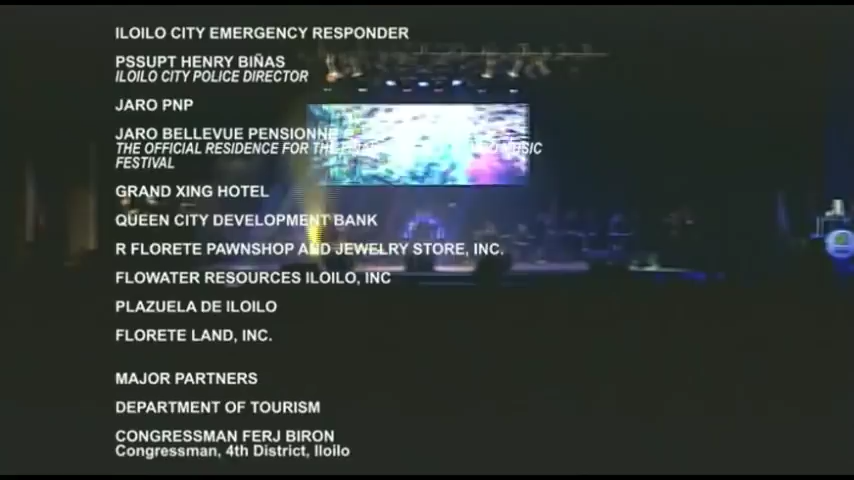 ILOILO CITY EMERGENCY RESPONDER
PSSUPT HENRY BIÑAS
ILOILO CITY POLICE DIRECTOR
JARO PNP
JARO BELLEVUE PENSIONNE
THE OFFICIAL RESIDENCE FOR THE MUSIC
FESTIVAL
GRAND XING HOTEL
QUEEN CITY DEVELOPMENT BANK
R FLORETE PAWNSHOP AND JEWELRY STORE, INC.
FLOWATER RESOURCES ILOILO, INC
PLAZUELA DE ILOILO
FLORETE LAND, INC.
MAJOR PARTNERS
DEPARTMENT OF TOURISM
CONGRESSMAN FERJ BIRON
Congressman, 4th District, Iloilo